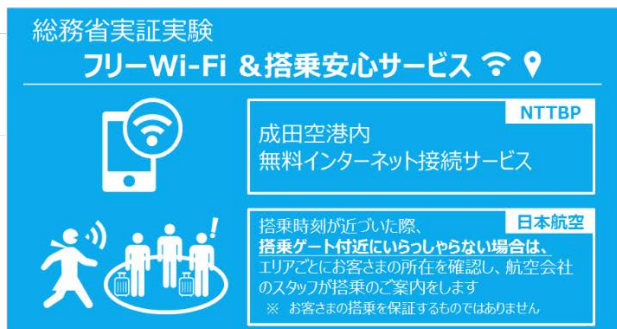 総務省実証実験
フリーWi-Fi &搭乗安心サービス
NTTBP
成田空港内
無料インターネット接続サービス
日本航空
搭乗時刻が近づいた際、
搭乗ゲート付近にいらっしゃらない場合は、
エリアごとにお客さまの所在を確認し、航空会社
のスタッフが搭乗のご案内をします
※ お客さまの搭乗を保証するものではありません